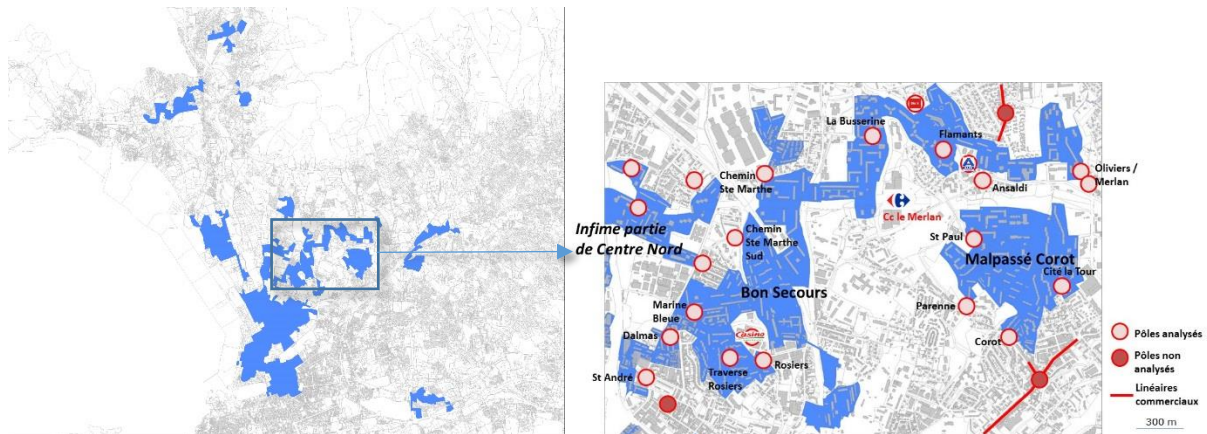 Infime partie
de Centre Nord
La Busserine
Flamants
Chemin
Ste Marthe
Ansaldi
Oliviers /
Merlan
Cc le Merlan
Chemin
Ste Marthe
Sud
St Paul
Malpassé Corot
Cité la Tour
Bon Secours
Marine
Bleue
Parenne
Dalmas
Casino
Corot
St André
Traverse
Rosiers
Rosiers
Pôles analysés
Pôles non
analysés
Linéaires
commerciaux
300 m